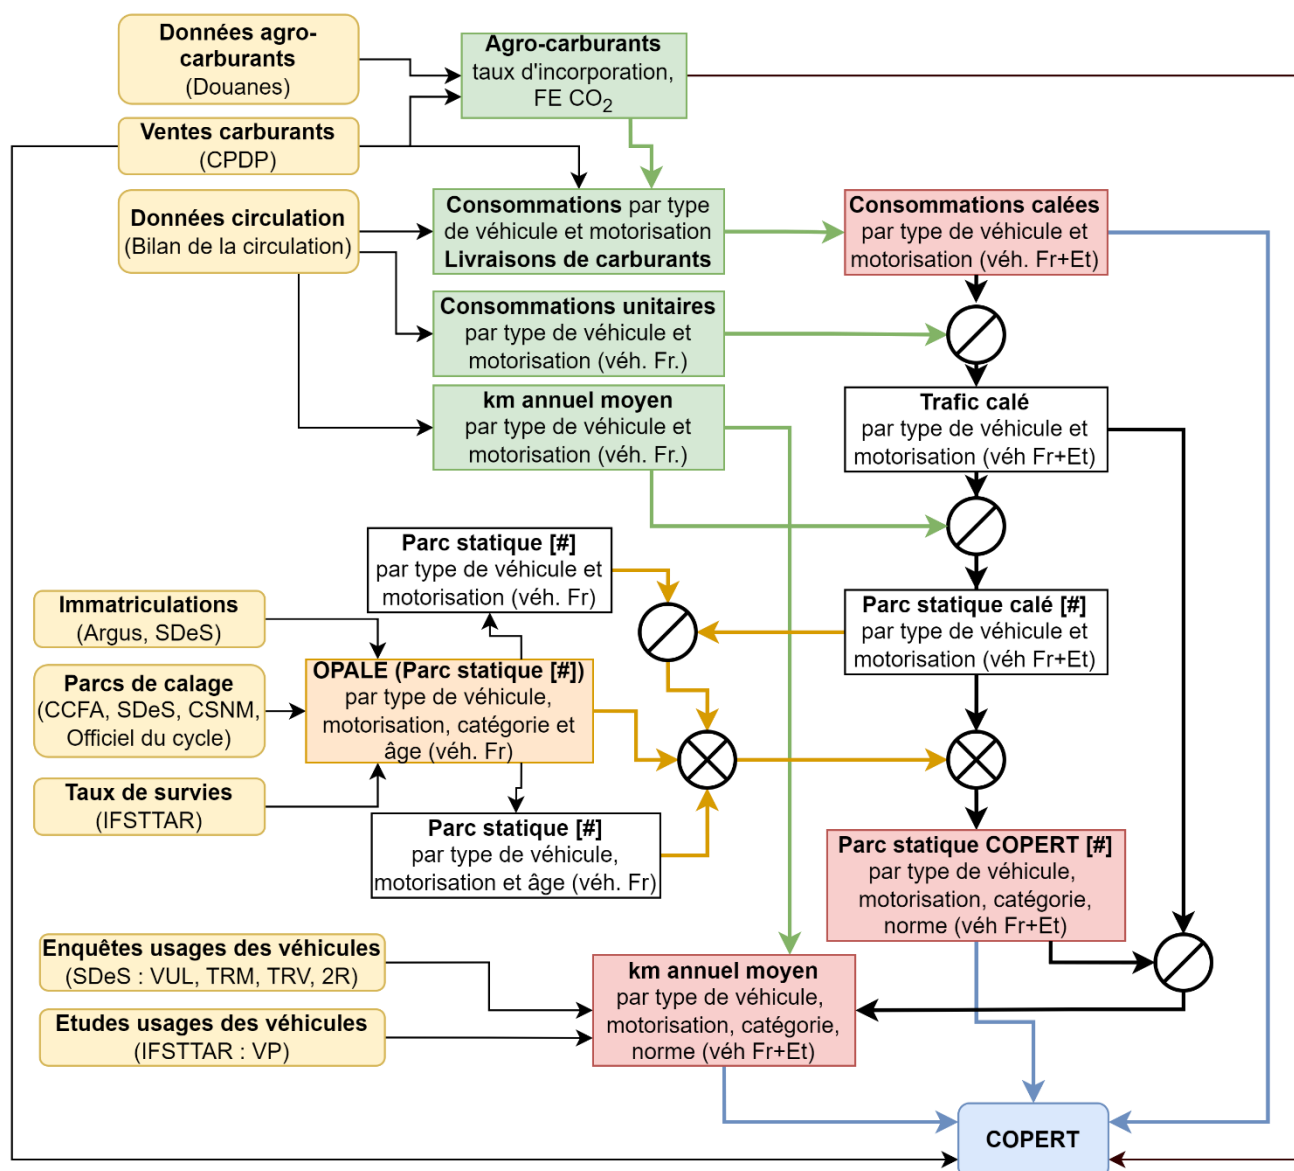 Données agro-
carburants
(Douanes)
Agro-carburants
taux d'incorporation,
FE CO2
Ventes carburants
(CPDP)
Données circulation
(Bilan de la circulation)
Consommations par type
de véhicule et motorisation
Livraisons de carburants
Consommations calées
par type de véhicule et
motorisation (véh. Fr+Et)
Consommations unitaires
par type de véhicule et
motorisation (véh. Fr.)
km annuel moyen
par type de véhicule et
motorisation (véh. Fr.)
Trafic calé
par type de véhicule et
motorisation (véh Fr+Et)
Parc statique [#]
par type de véhicule et
motorisation (véh. Fr)
Immatriculations
(Argus, SDeS)
Parc statique calé [#]
par type de véhicule et
motorisation (véh Fr+Et)
Parcs de calage
(CCFA, SDeS, CSNM,
Officiel du cycle)
OPALE (Parc statique [#])
par type de véhicule,
motorisation, catégorie et
âge (véh. Fr)
Taux de survies
(IFSTTAR)
Parc statique [#]
par type de véhicule,
motorisation et âge (véh. Fr)
Parc statique COPERT [#]
par type de véhicule,
motorisation, catégorie,
norme (véh Fr+Et)
Enquêtes usages des véhicules
(SDeS : VUL, TRM, TRV, 2R)
km annuel moyen
par type de véhicule,
motorisation, catégorie,
norme (véh Fr+Et)
Etudes usages des véhicules
(IFSTTAR : VP)
COPERT